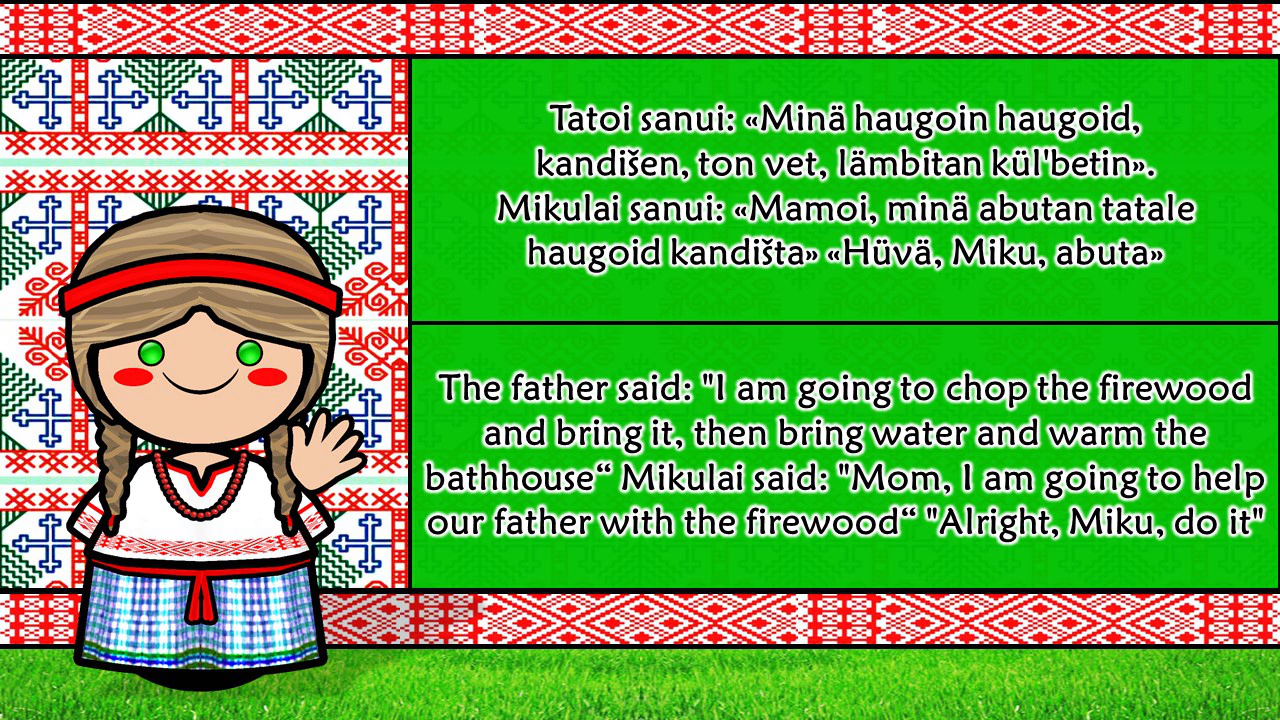 Tatoi sanui: «Minä haugoin haugoid,
kandišen, ton vet, lämbitan kül'betin».
Mikulai sanui: «Mamoi, minä abutan tatale
haugoid kandišta» «Hüvä, Miku, abuta»
The father said: "I am going to chop the firewood
and bring it, then bring water and warm the
bathhouse“ Mikulai said: "Mom, I am going to help
our father with the firewood“ "Alright, Miku, do it"